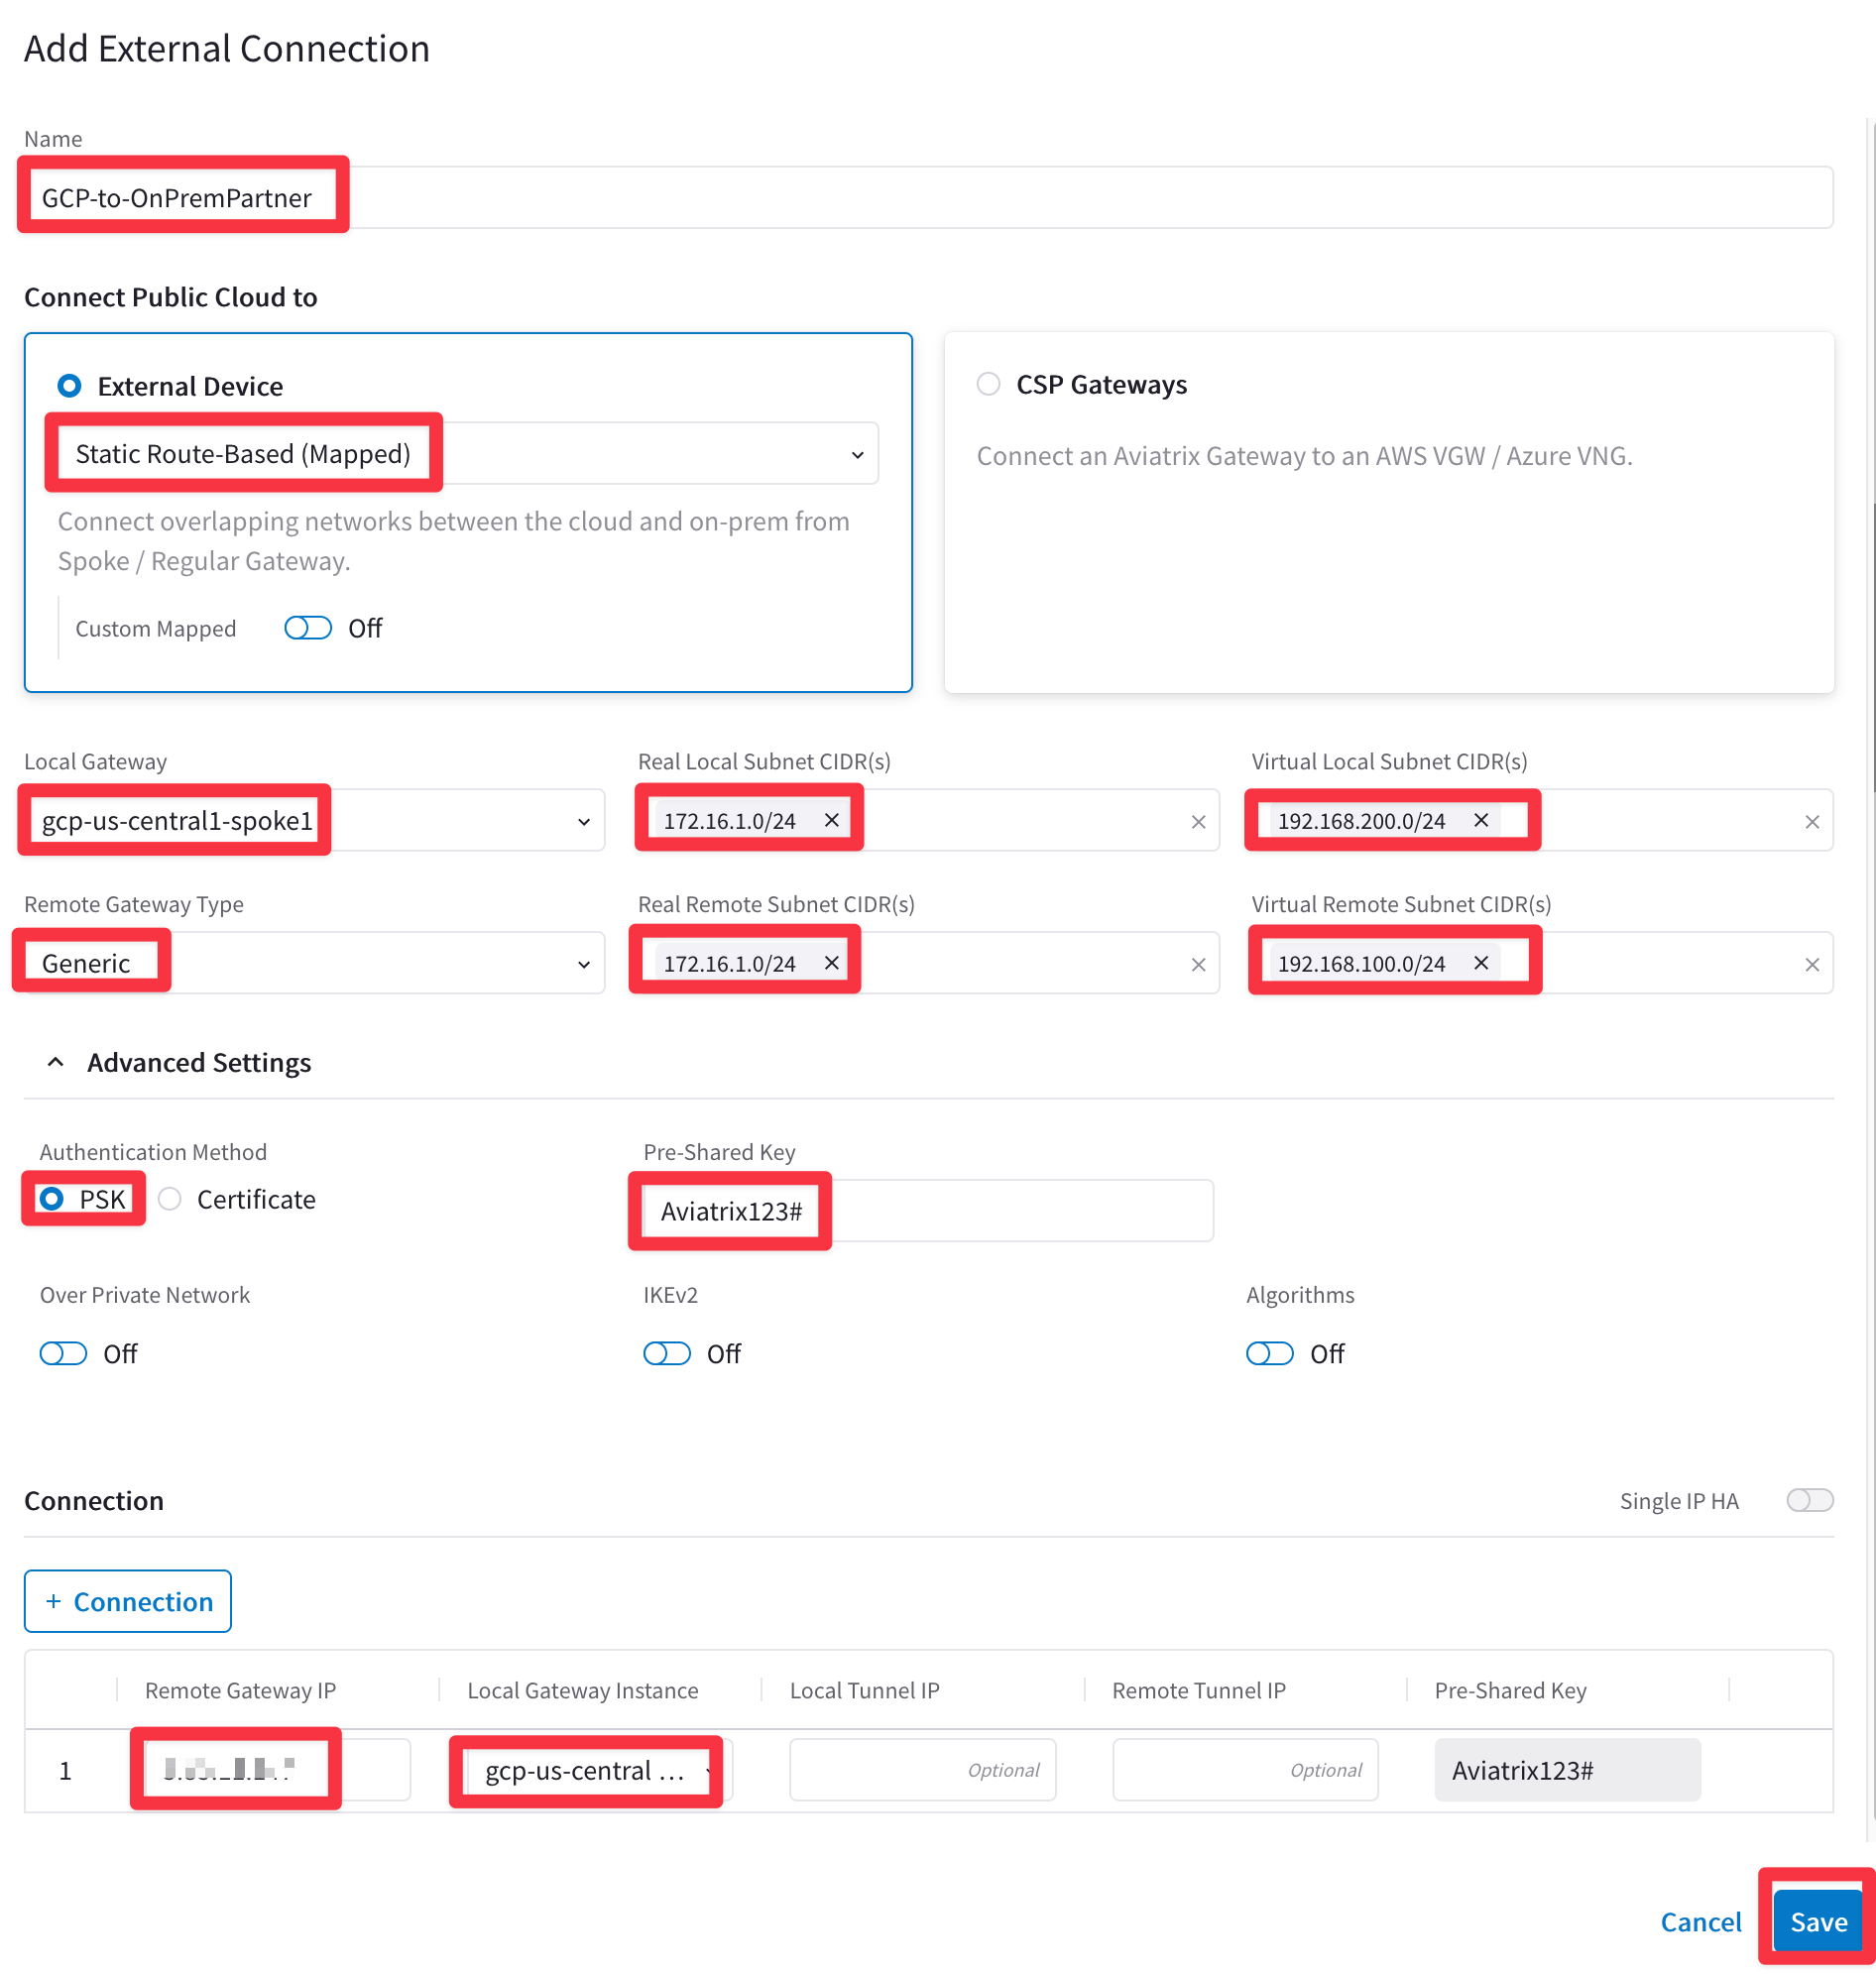 Add External Connection
Name
GCP-to-OnPremPartner
Connect Public Cloud to
External Device
Static Route-Based (Mapped)
Connect overlapping networks between the cloud and on-prem from
Spoke / Regular Gateway.
Custom Mapped Off
CSP Gateways
Connect an Aviatrix Gateway to an AWS VGW / Azure VNG.
Local Gateway Real Local Subnet CIDR(s) Virtual Local Subnet CIDR(s)
gcp-us-central1-spoke1 172.16.1.0/24 192.168.200.0/24
Remote Gateway Type Real Remote Subnet CIDR(s) Virtual Remote Subnet CIDR(s)
Generic 172.16.1.0/24 192.168.100.0/24
Advanced Settings
Authentication Method Pre-Shared Key
PSK Certificate Aviatrix123#
Over Private Network IKEv2 Algorithms
Off Off Off
Connection Single IP HA
+ Connection
Remote Gateway IP Local Gateway Instance Local Tunnel IP Remote Tunnel IP Pre-Shared Key
1 gcp-us-central ... Optional Optional Aviatrix123#
Cancel Save